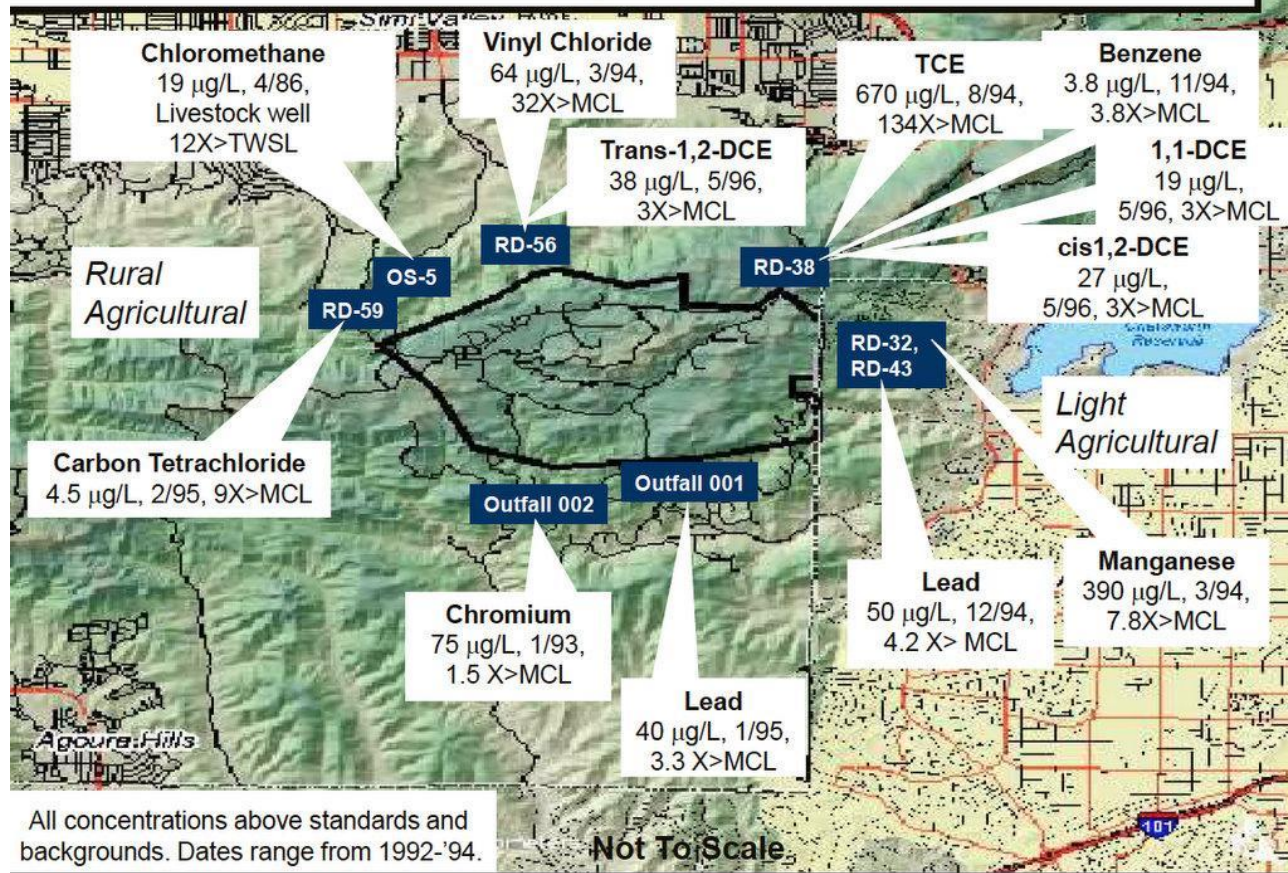 Simi Valley
Chloromethane
19 µg/L, 4/86,
Livestock well
12X>TWSL
Vinyl Chloride
64 µg/L, 3/94,
32X>MCL
TCE
670 µg/L, 8/94,
134X>MCL
Benzene
3.8 µg/L, 11/94,
3.8X>MCL
Trans-1,2-DCE
38 µg/L, 5/96,
3X>MCL
1,1-DCE
19 µg/L,
5/96, 3X>MCL
cis1,2-DCE
27 µg/L,
5/96, 3X>MCL
Rural
Agricultural
RD-56
OS-5
RD-59
RD-38
RD-32,
RD-43
Reservoir
Light
Agricultural
Carbon Tetrachloride
4.5 µg/L, 2/95, 9X>MCL
Outfall 002
Outfall 001
Chromium
75 µg/L, 1/93,
1.5 X>MCL
Lead
40 µg/L, 1/95,
3.3 X>MCL
Lead
50 µg/L, 12/94,
4.2 X> MCL
Manganese
390 µg/L, 3/94,
7.8X>MCL
Agoura Hills
All concentrations above standards and
backgrounds. Dates range from 1992-'94.
Not To Scale
101